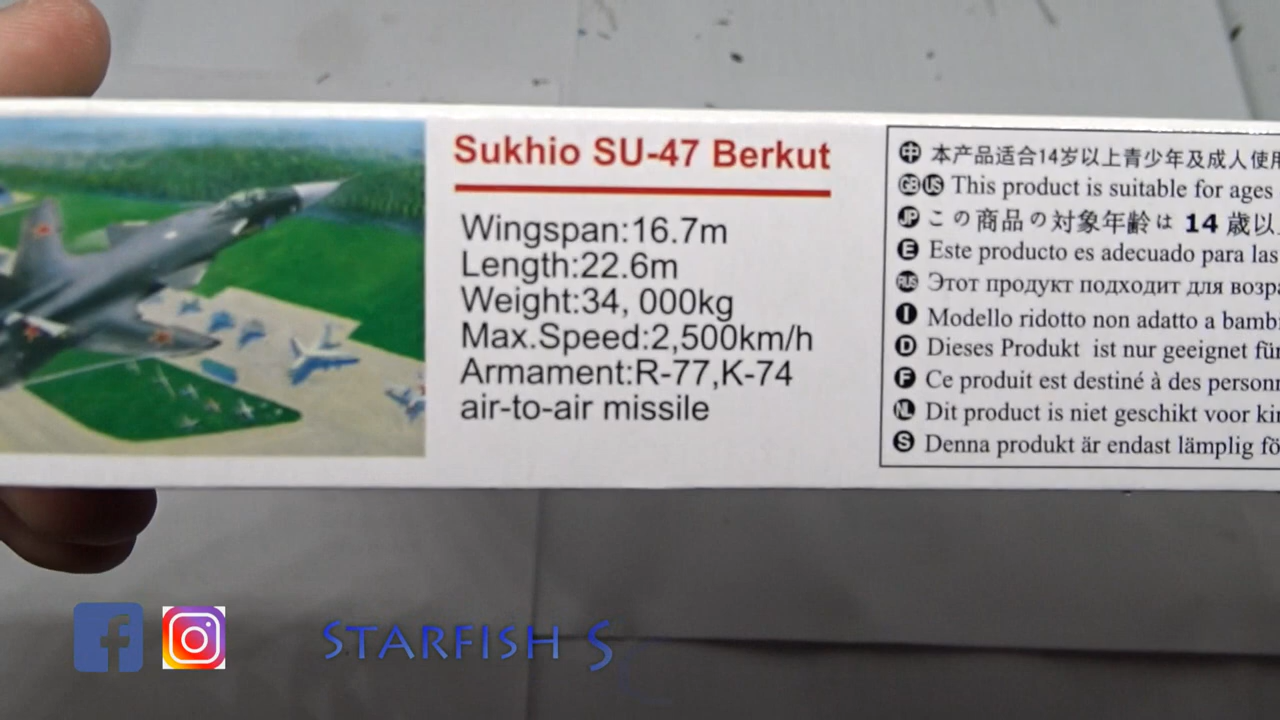 Sukhio SU-47 Berkut
Wingspan:16.7m
Length:22.6m
Weight:34, 000kg
Max.Speed:2,500km/h
Armament:R-77,K-74
air-to-air missile
中 本产品适合14岁以上青少年及成人使用
GB US This product is suitable for ages
JP この商品の対象年齢は 14 歳以
E Este producto es adecuado para las
RUS Этот продукт подходит для возра
I Modello ridotto non adatto a bambi
D Dieses Produkt ist nur geeignet für
F Ce produit est destiné à des person
NL Dit product is niet geschikt voor ki
S Denna produkt är endast lämplig fö
STARFISH S